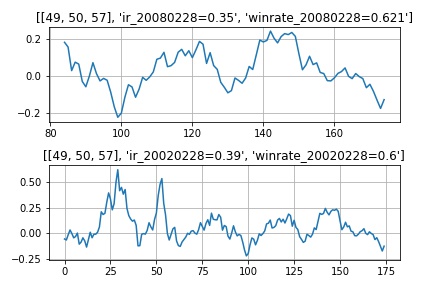 [[49, 50, 57], 'ir_20080228=0.35', 'winrate_20080228=0.621']
0.2
0.0
−0.2
80 100 120 140 160
[[49, 50, 57], 'ir_20020228=0.39', 'winrate_20020228=0.6']
0.50
0.25
0.00
−0.25
0 25 50 75 100 125 150 175